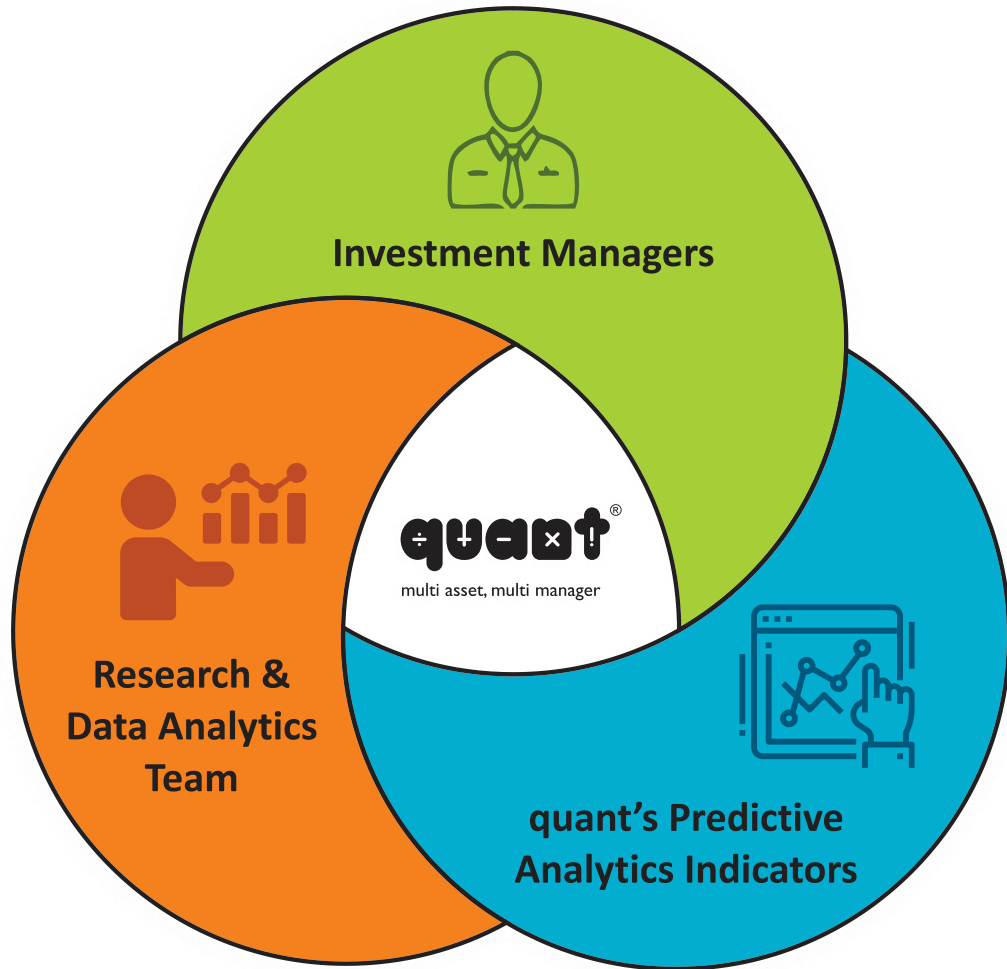 Investment Managers
quant®
multi asset, multi manager
Research &
Data Analytics
Team
quant’s Predictive
Analytics Indicators